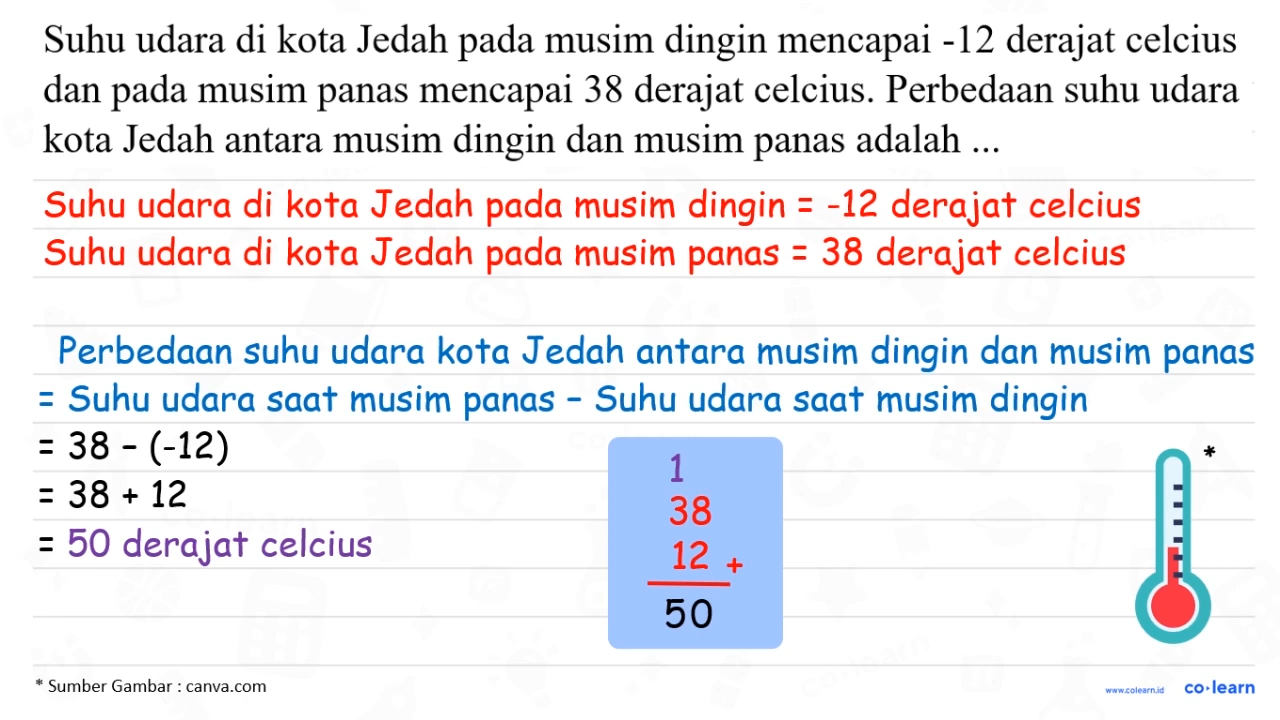 Suhu udara di kota Jedah pada musim dingin mencapai -12 derajat celcius
dan pada musim panas mencapai 38 derajat celcius. Perbedaan suhu udara
kota Jedah antara musim dingin dan musim panas adalah ...
Suhu udara di kota Jedah pada musim dingin = -12 derajat celcius
Suhu udara di kota Jedah pada musim panas = 38 derajat celcius
Perbedaan suhu udara kota Jedah antara musim dingin dan musim panas
= Suhu udara saat musim panas – Suhu udara saat musim dingin
= 38 – (-12)
= 38 + 12
= 50 derajat celcius
1
38
12 +
50
*
* Sumber Gambar : canva.com
www.colearn.id co·learn